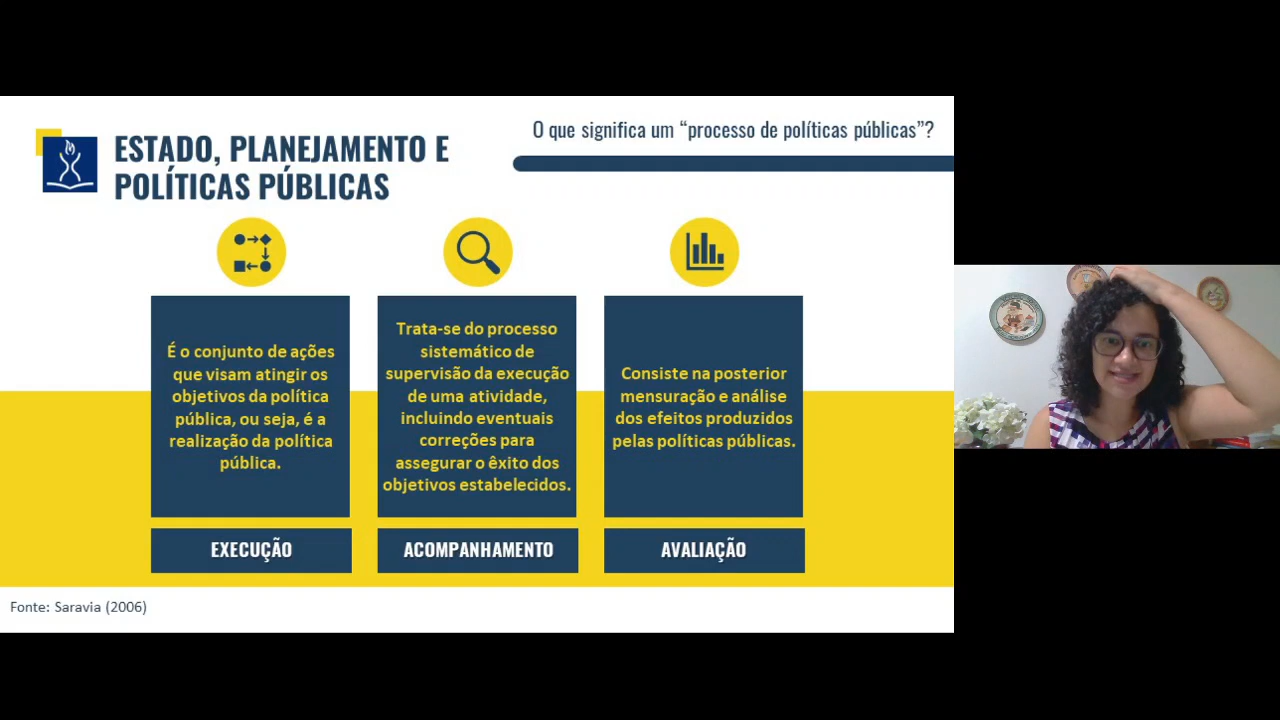 O que significa um “processo de políticas públicas”?
ESTADO, PLANEJAMENTO E
POLÍTICAS PÚBLICAS
É o conjunto de ações
que visam atingir os
objetivos da política
pública, ou seja, é a
realização da política
pública.
EXECUÇÃO
Trata-se do processo
sistemático de
supervisão da execução
de uma atividade,
incluindo eventuais
correções para
assegurar o êxito dos
objetivos estabelecidos.
ACOMPANHAMENTO
Consiste na posterior
mensuração e análise
dos efeitos produzidos
pelas políticas públicas.
AVALIAÇÃO
Fonte: Saravia (2006)